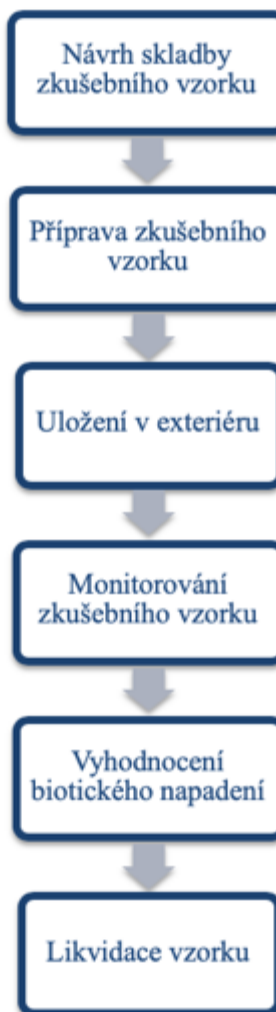 Návrh skladby
zkušebního vzorku
Příprava zkušebního
vzorku
Uložení v exteriéru
Monitorování
zkušebního vzorku
Vyhodnocení
biotického napadení
Likvidace vzorku